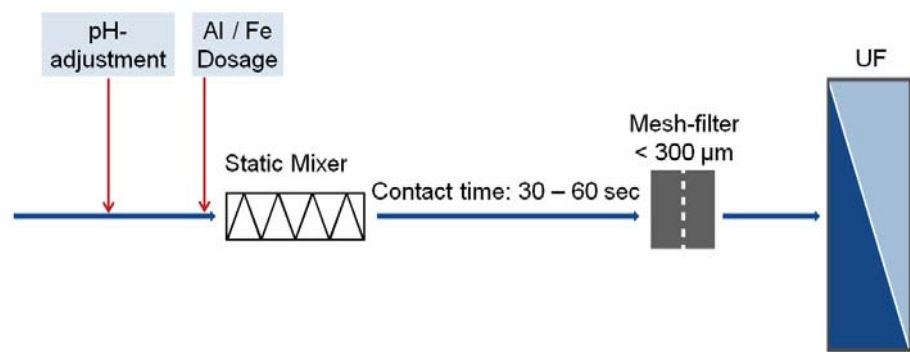 pH-
adjustment
Al / Fe
Dosage
Static Mixer
Contact time: 30 – 60 sec
Mesh-filter
< 300 µm
UF